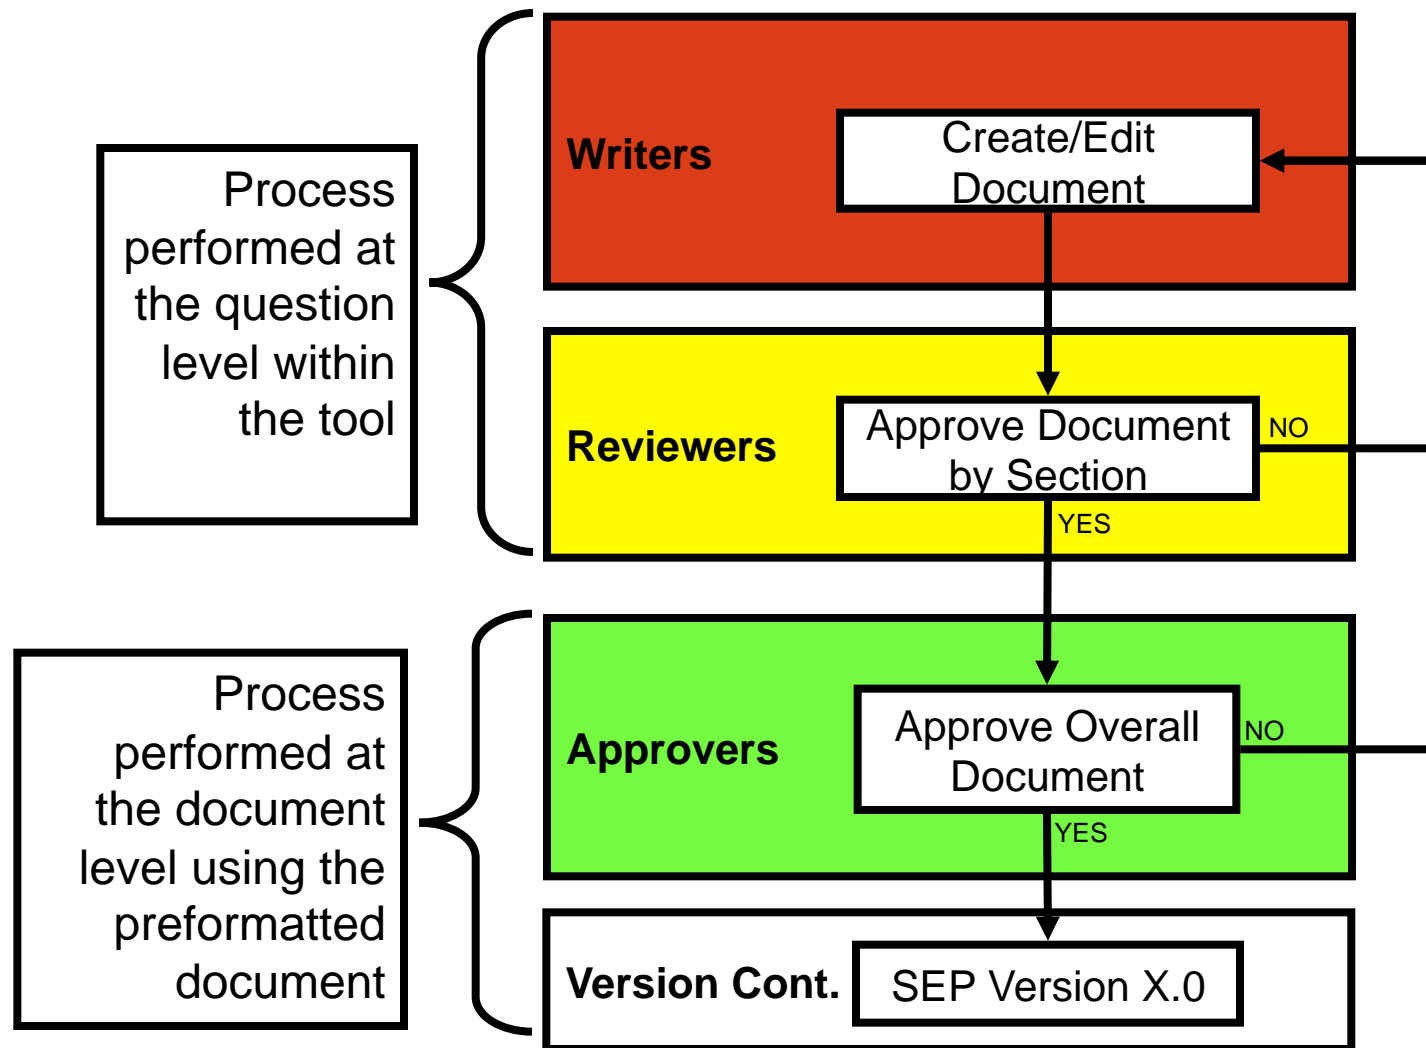 Process
performed at
the question
level within
the tool
Writers
Create/Edit
Document
Reviewers
Approve Document
by Section
NO
YES
Process
performed at
the document
level using the
preformatted
document
Approvers
Approve Overall
Document
NO
YES
Version Cont.
SEP Version X.0